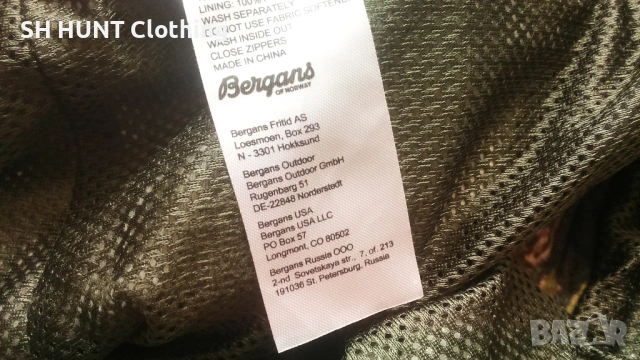 SH HUNT Clothing
LINING: 100%
WASH SEPARATELY
DO NOT USE FABRIC SOFTENER
WASH INSIDE OUT
CLOSE ZIPPERS
MADE IN CHINA
Bergans
OF NORWAY
Bergans Fritid AS
Loesmoen, Box 293
N - 3301 Hokksund
Bergans Outdoor
Bergans Outdoor GmbH
Rugenbarg 51
DE-22848 Norderstedt
Bergans USA
Bergans USA LLC
PO Box 57
Longmont, CO 80502
Bergans Russia OOO
2-nd Sovetskaya str., 7, of. 213
191036 St. Petersburg, Russia
BAZAR